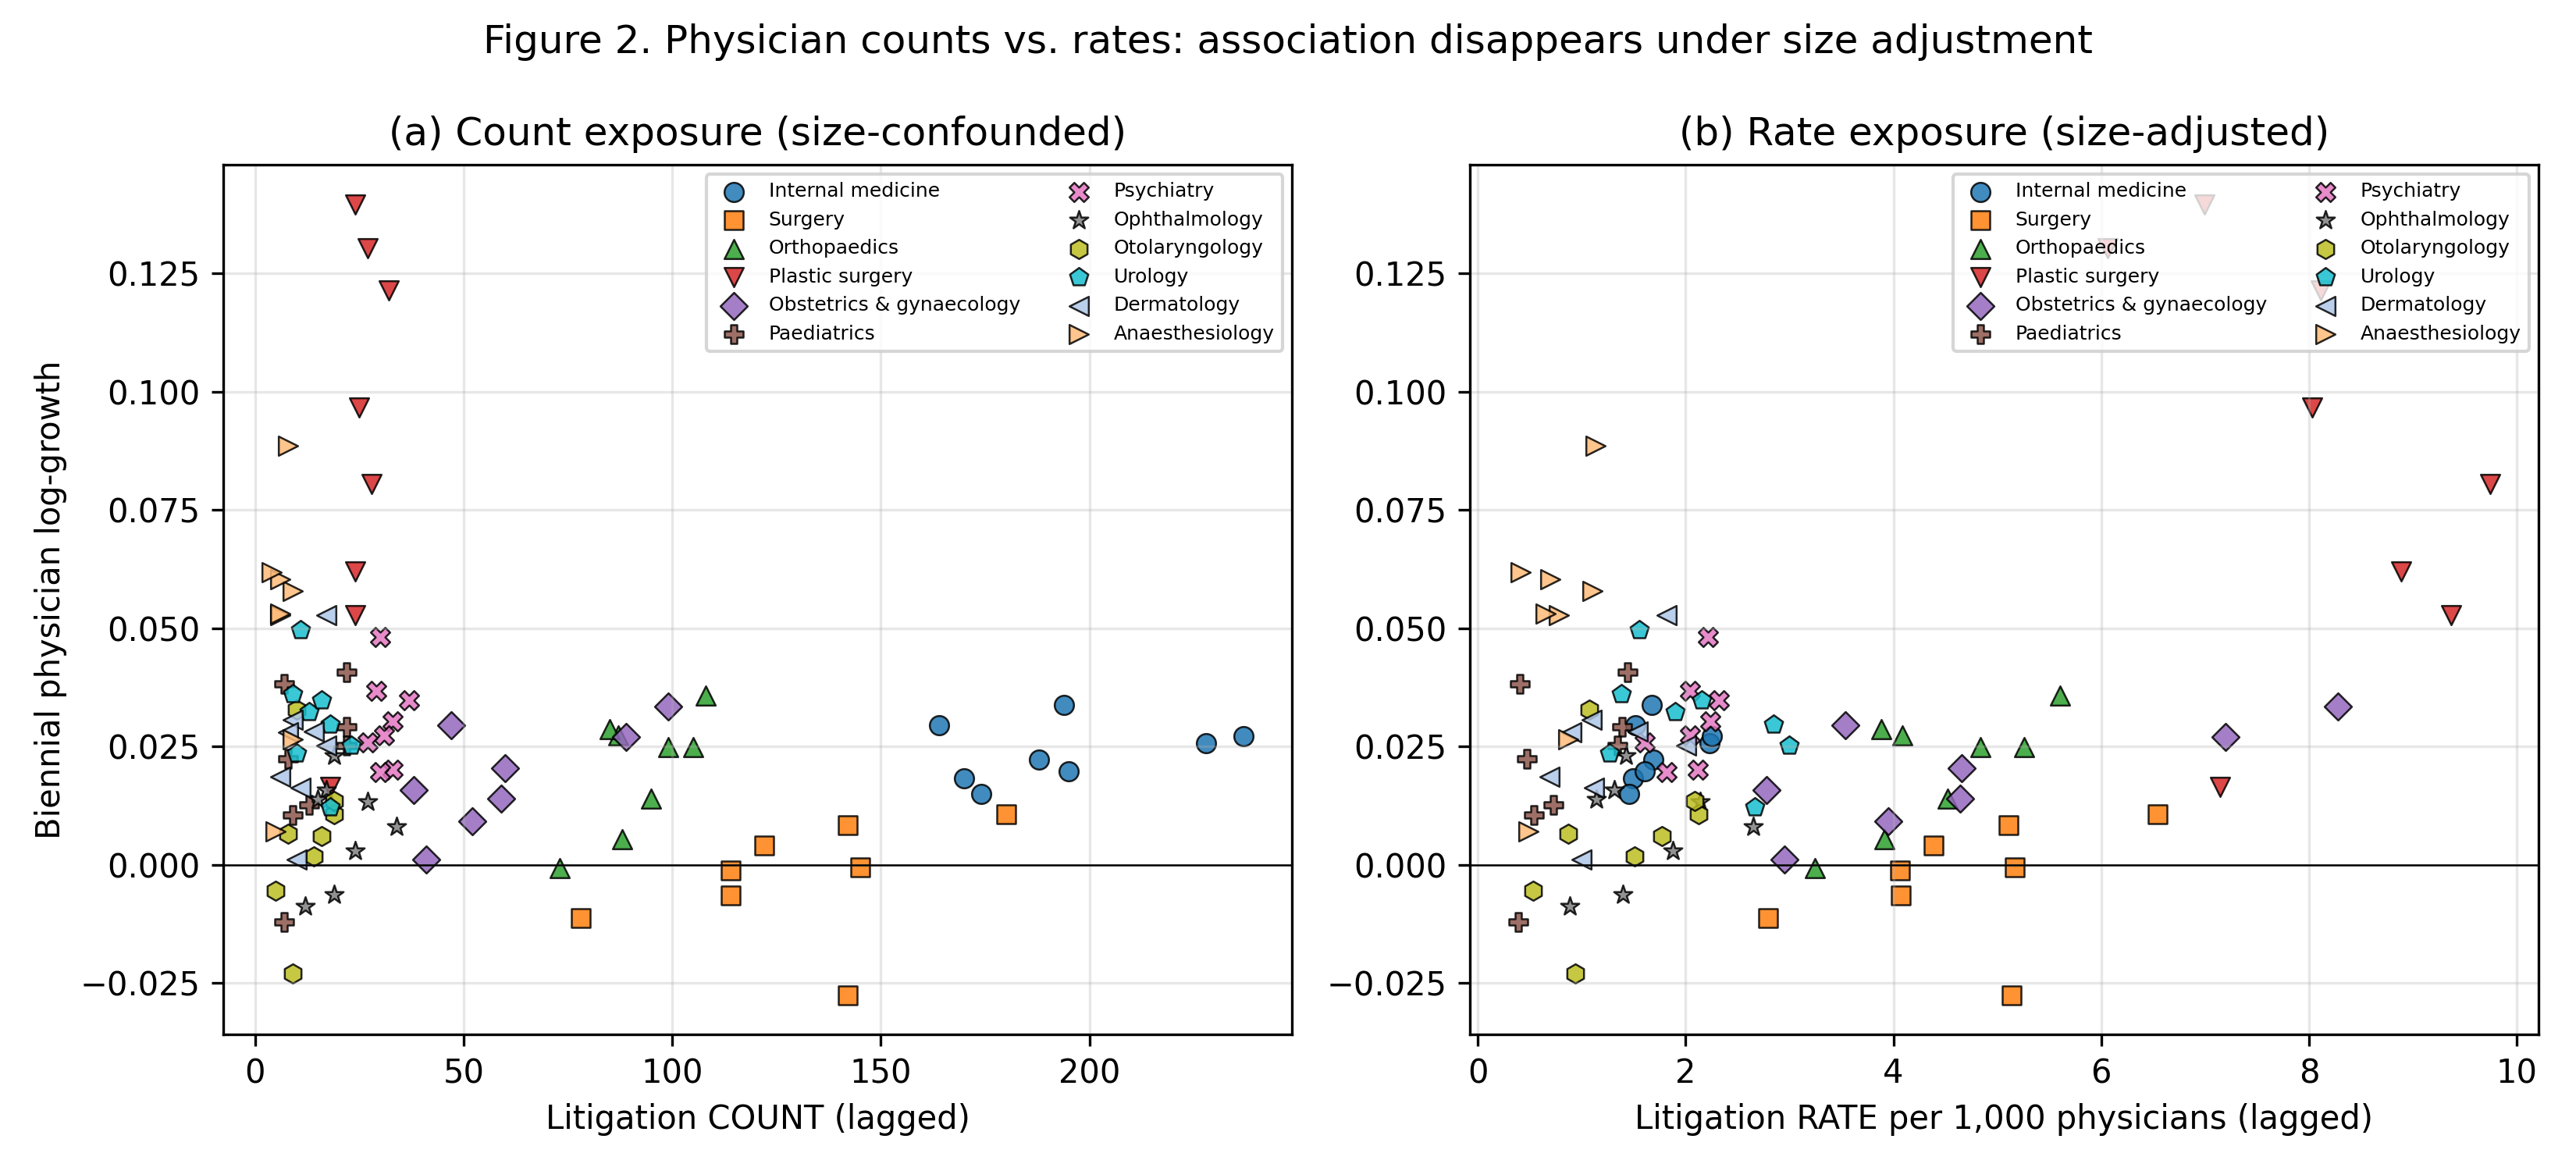 Figure 2. Physician counts vs. rates: association disappears under size adjustment
(a) Count exposure (size-confounded)
Biennial physician log-growth
0.125
0.100
0.075
0.050
0.025
0.000
−0.025
Internal medicine
Surgery
Orthopaedics
Plastic surgery
Obstetrics & gynaecology
Paediatrics
Psychiatry
Ophthalmology
Otolaryngology
Urology
Dermatology
Anaesthesiology
0 50 100 150 200
Litigation COUNT (lagged)
(b) Rate exposure (size-adjusted)
0.125
0.100
0.075
0.050
0.025
0.000
−0.025
Internal medicine
Surgery
Orthopaedics
Plastic surgery
Obstetrics & gynaecology
Paediatrics
Psychiatry
Ophthalmology
Otolaryngology
Urology
Dermatology
Anaesthesiology
0 2 4 6 8 10
Litigation RATE per 1,000 physicians (lagged)